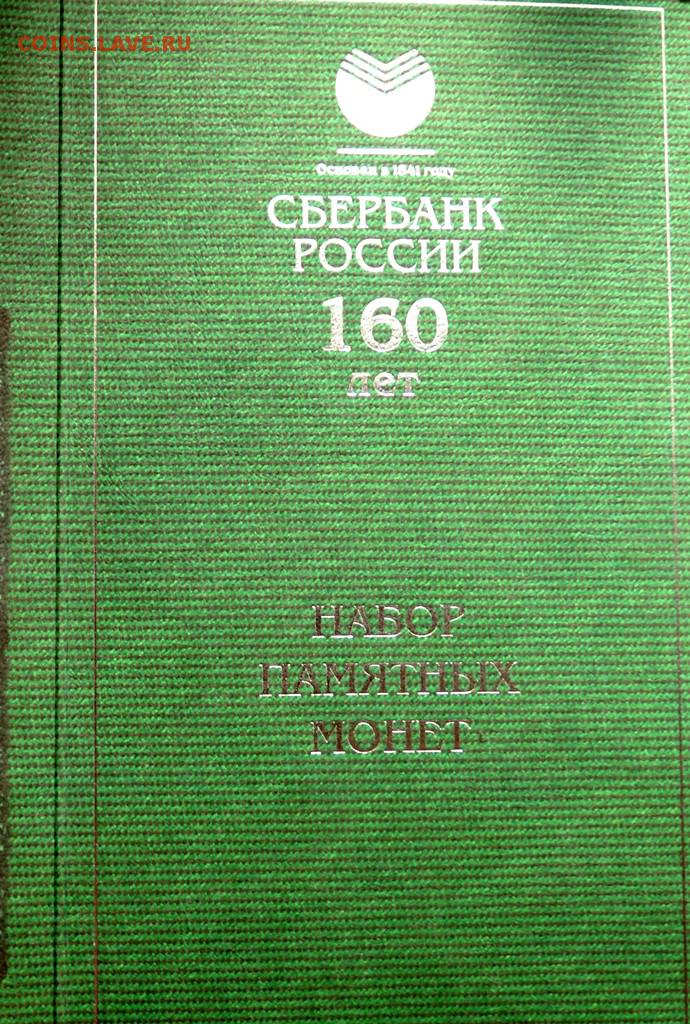 COINS.LAVE.RU
Основан в 1841 году
СБЕРБАНК
РОССИИ
160
лет
НАБОР
ПАМЯТНЫХ
МОНЕТ